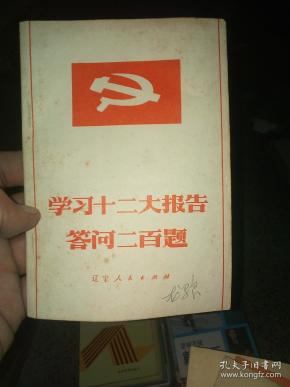 学习十二大报告
答问二百题
辽宁人民出版社
孔夫子旧书网